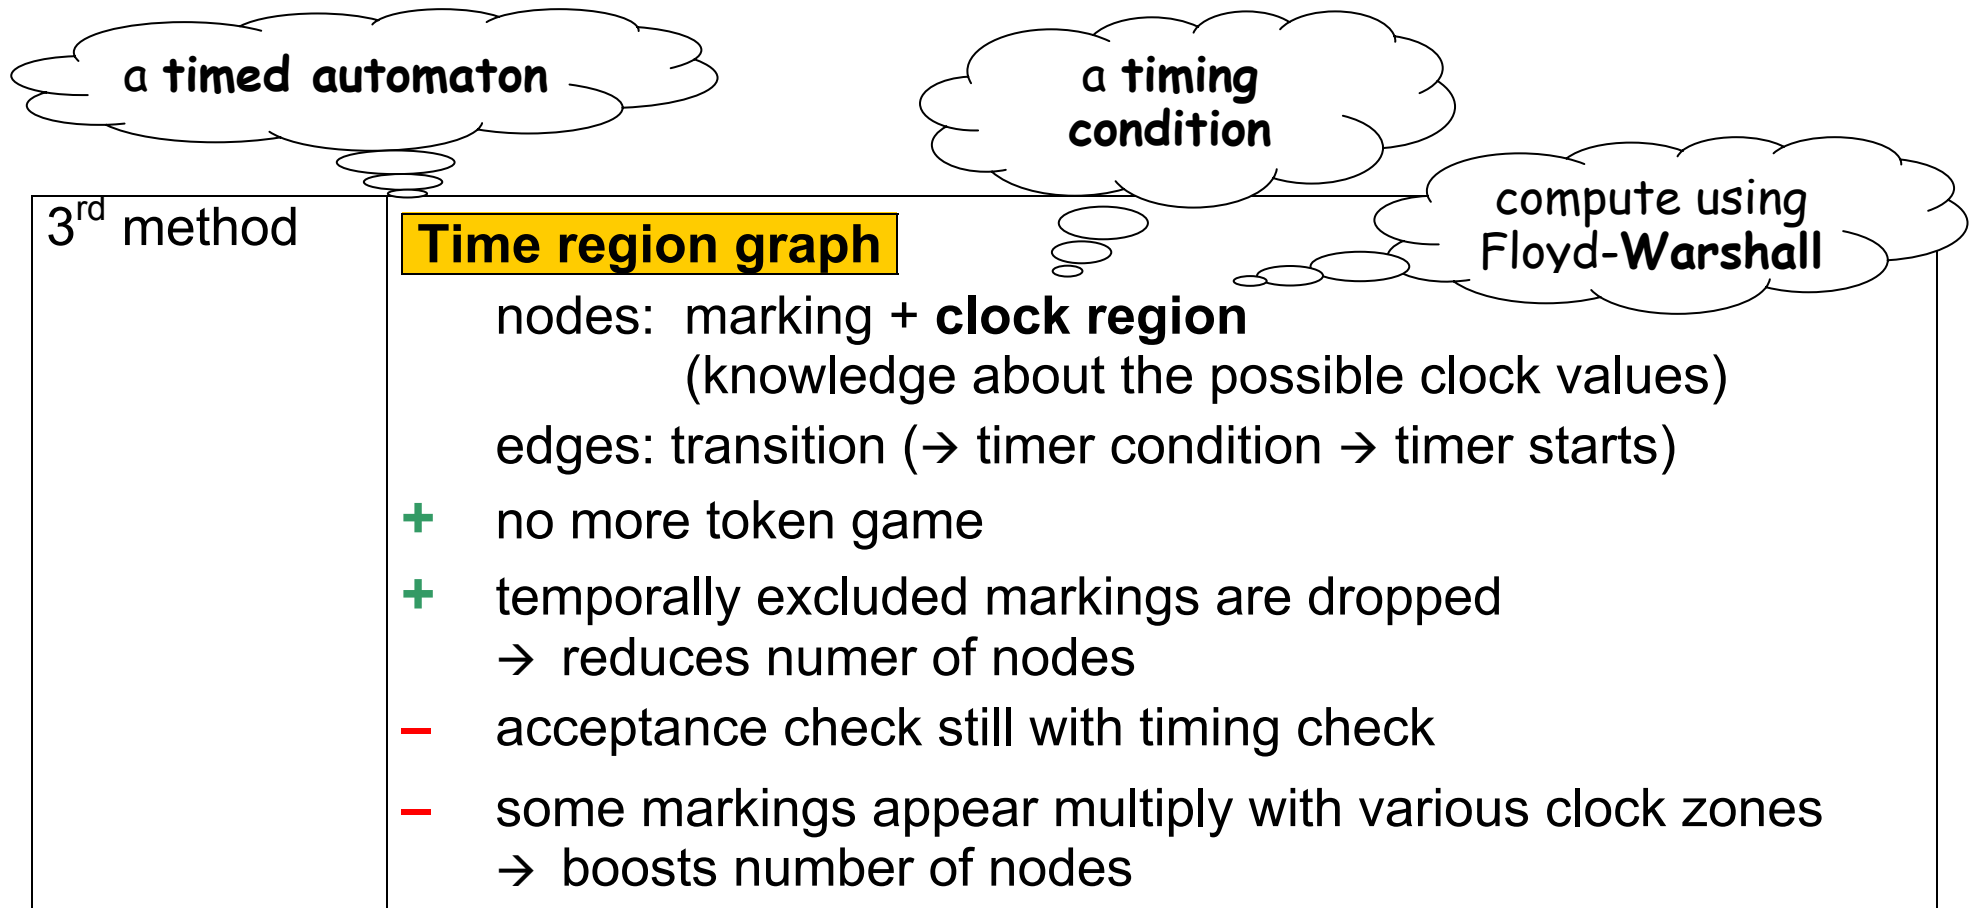 a timed automaton
a timing
condition
compute using
Floyd-Warshall
3rd method
Time region graph
nodes: marking + clock region
(knowledge about the possible clock values)
edges: transition (→ timer condition → timer starts)
+ no more token game
+ temporally excluded markings are dropped
→ reduces numer of nodes
– acceptance check still with timing check
– some markings appear multiply with various clock zones
→ boosts number of nodes